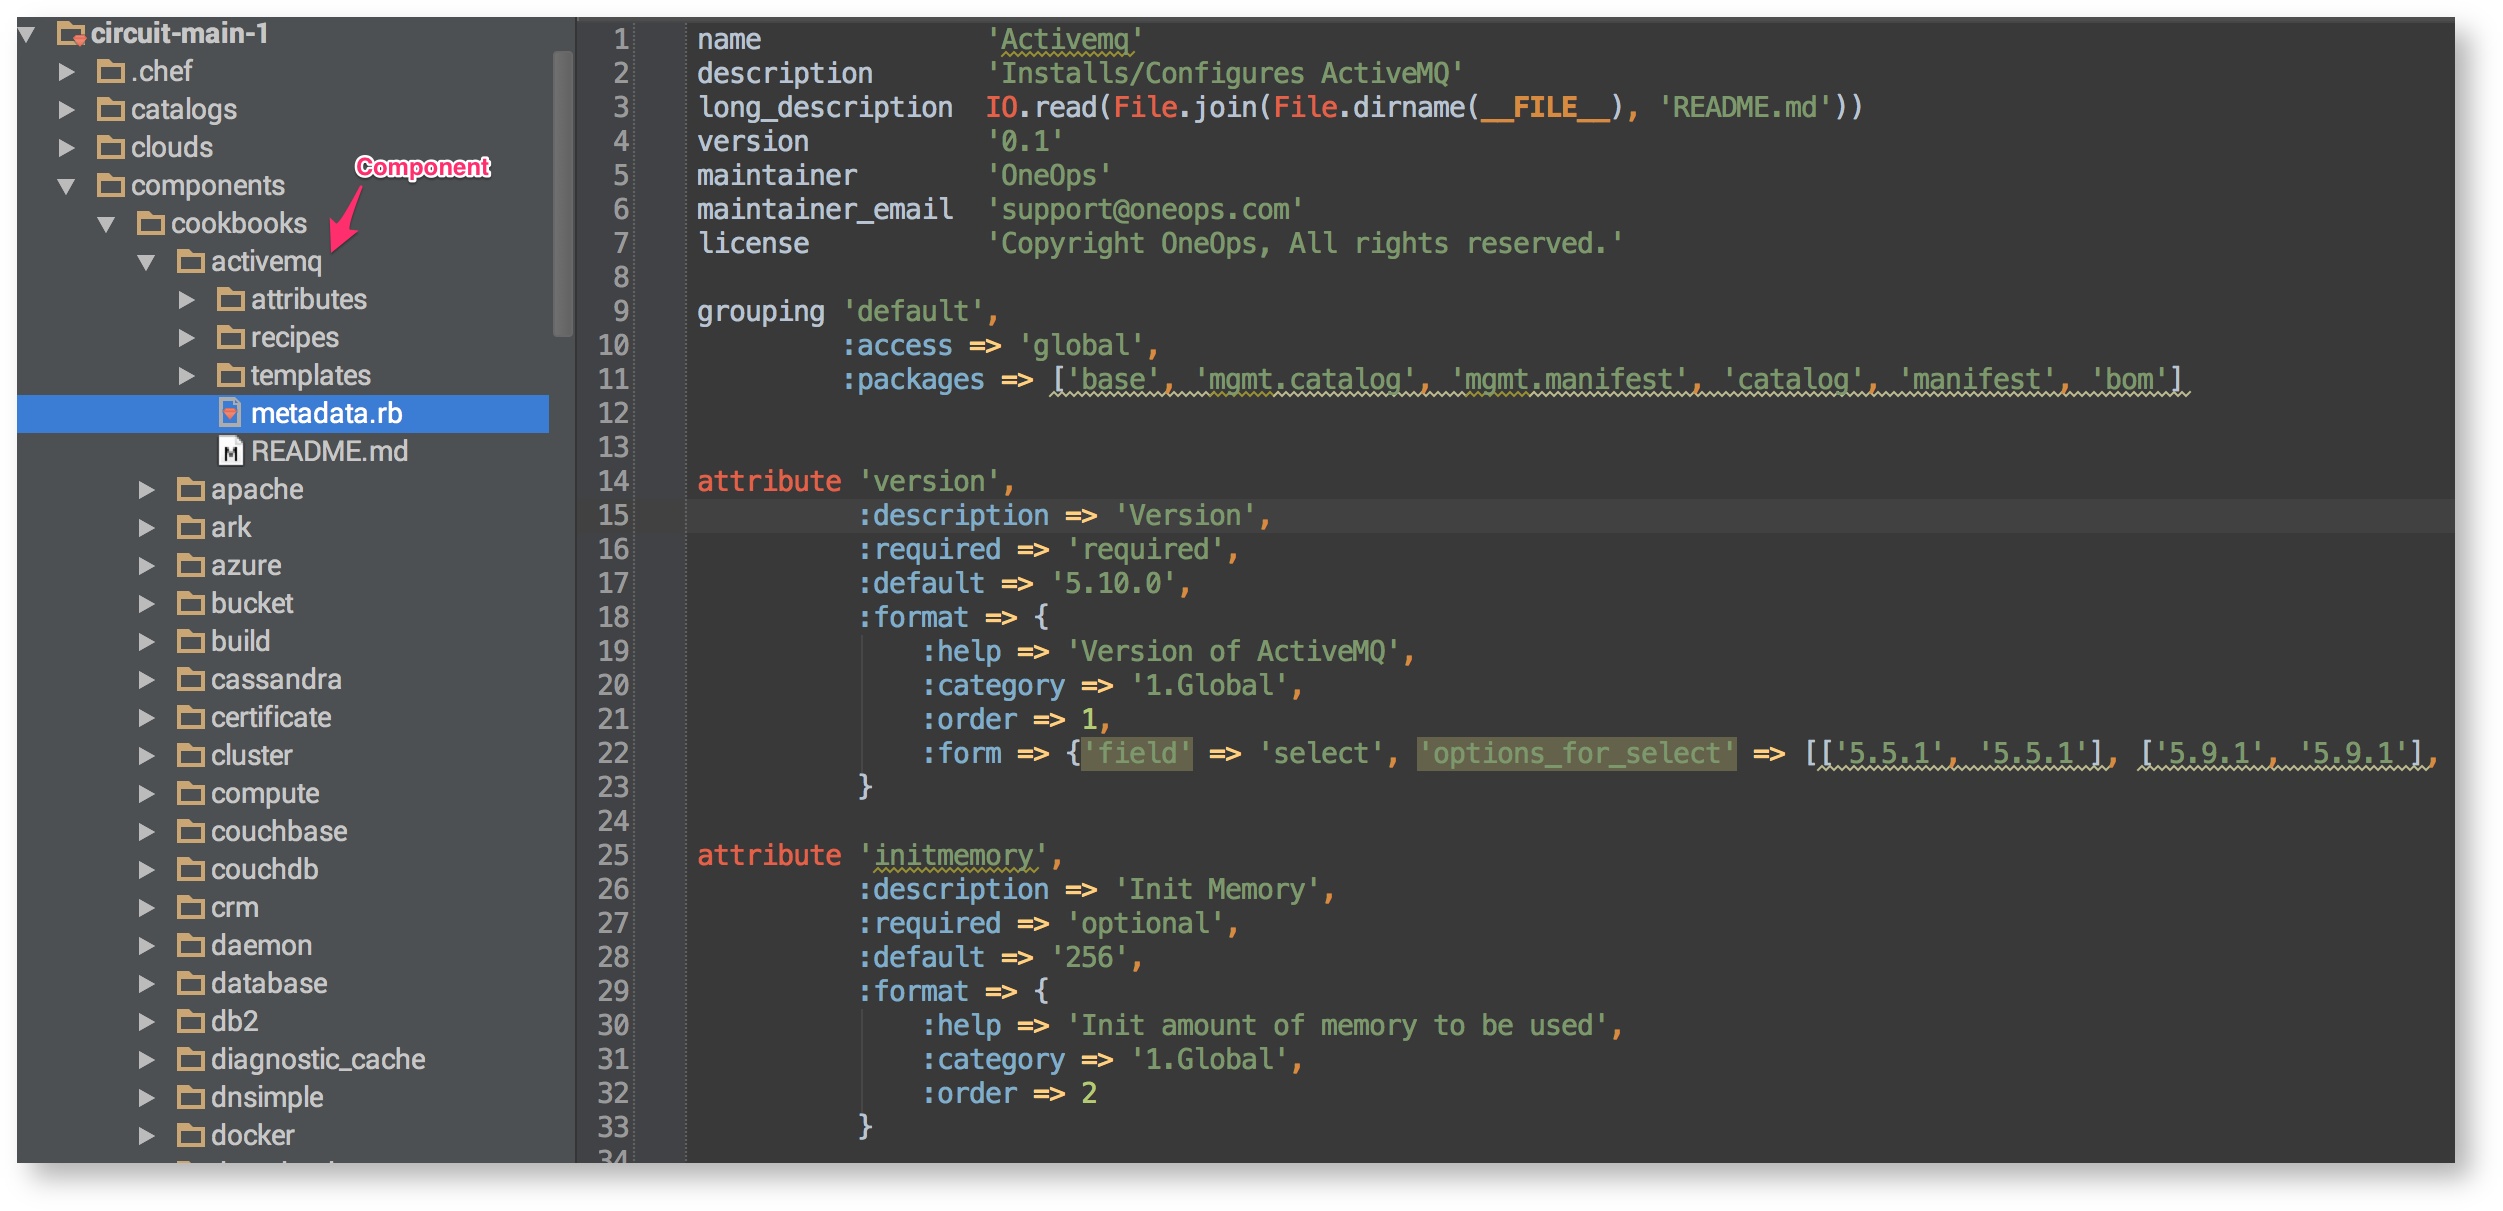 circuit-main-1
.chef
catalogs
clouds
Component
components
cookbooks
activemq
attributes
recipes
templates
metadata.rb
README.md
apache
ark
azure
bucket
build
cassandra
certificate
cluster
compute
couchbase
couchdb
crm
daemon
database
db2
diagnostic_cache
dnsimple
docker
1 name 'Activemq'
2 description 'Installs/Configures ActiveMQ'
3 long_description IO.read(File.join(File.dirname(__FILE__), 'README.md'))
4 version '0.1'
5 maintainer 'OneOps'
6 maintainer_email 'support@oneops.com'
7 license 'Copyright OneOps, All rights reserved.'
8
9 grouping 'default',
10 :access => 'global',
11 :packages => ['base', 'mgmt.catalog', 'mgmt.manifest', 'catalog', 'manifest', 'bom']
12
13
14 attribute 'version',
15 :description => 'Version',
16 :required => 'required',
17 :default => '5.10.0',
18 :format => {
19 :help => 'Version of ActiveMQ',
20 :category => '1.Global',
21 :order => 1,
22 :form => {'field' => 'select', 'options_for_select' => [['5.5.1', '5.5.1'], ['5.9.1', '5.9.1'],
23 }
24
25 attribute 'initmemory',
26 :description => 'Init Memory',
27 :required => 'optional',
28 :default => '256',
29 :format => {
30 :help => 'Init amount of memory to be used',
31 :category => '1.Global',
32 :order => 2
33 }
34